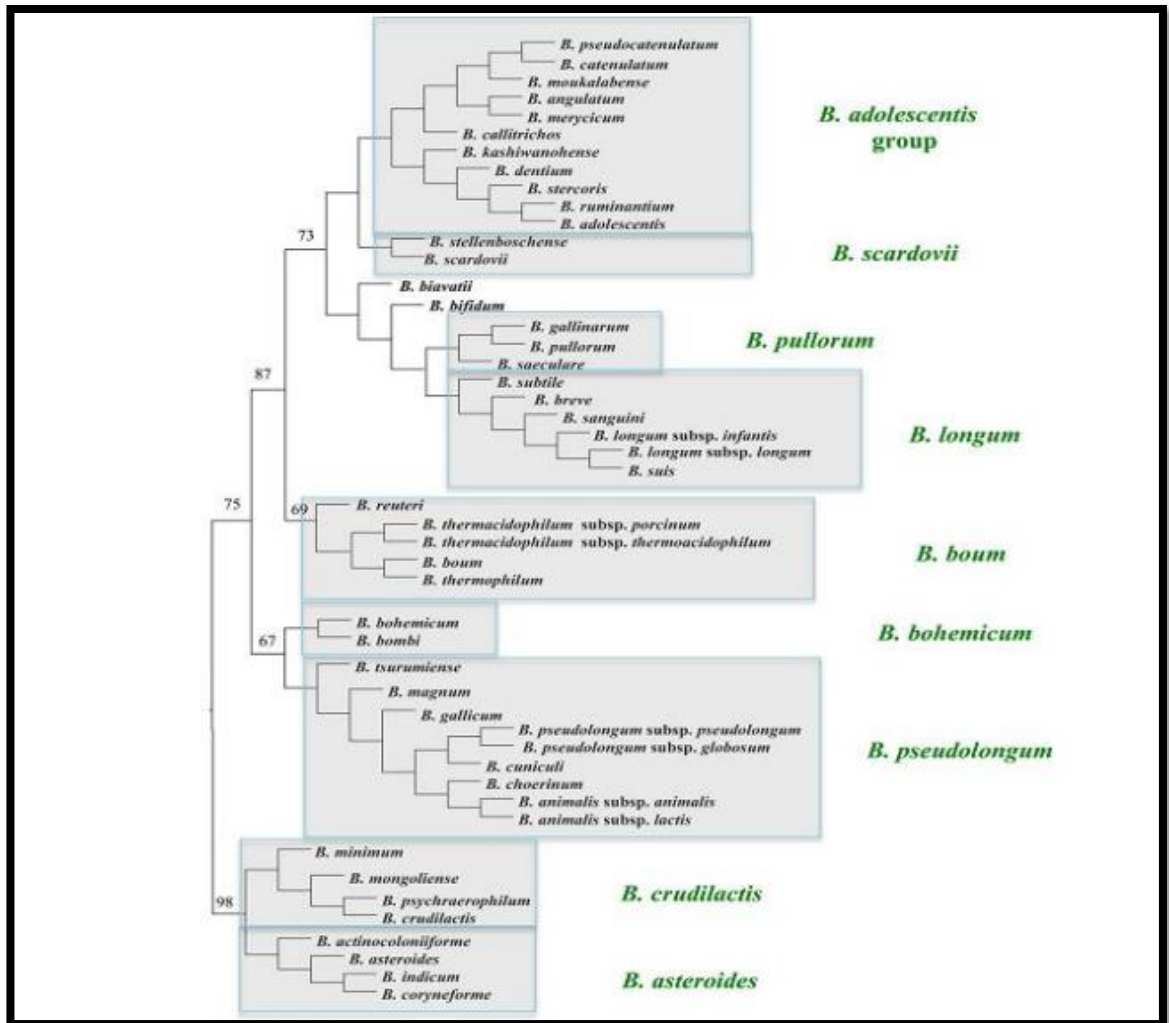 B. pseudocatenulatum
B. catenulatum
B. moukalabense
B. angulatum
B. merycicum
B. callitrichos
B. kashiwanohense
B. dentium
B. stercoris
B. ruminantium
B. adolescentis
B. adolescentis
group
73
B. stellenboschense
B. scardovii
B. scardovii
B. biavatii
B. bifidum
B. gallinarum
B. pullorum
B. saeculare
B. pullorum
87
B. subtile
B. breve
B. sanguini
B. longum subsp. infantis
B. longum subsp. longum
B. suis
B. longum
75
69
B. reuteri
B. thermacidophilum subsp. porcinum
B. thermacidophilum subsp. thermoacidophilum
B. boum
B. thermophilum
B. boum
67
B. bohemicum
B. bombi
B. bohemicum
B. tsurumiense
B. magnum
B. gallicum
B. pseudolongum subsp. pseudolongum
B. pseudolongum subsp. globosum
B. cuniculi
B. choerinum
B. animalis subsp. animalis
B. animalis subsp. lactis
B. pseudolongum
98
B. minimum
B. mongoliense
B. psychraerophilum
B. crudilactis
B. crudilactis
B. actinocoloniiforme
B. asteroides
B. indicum
B. coryneforme
B. asteroides